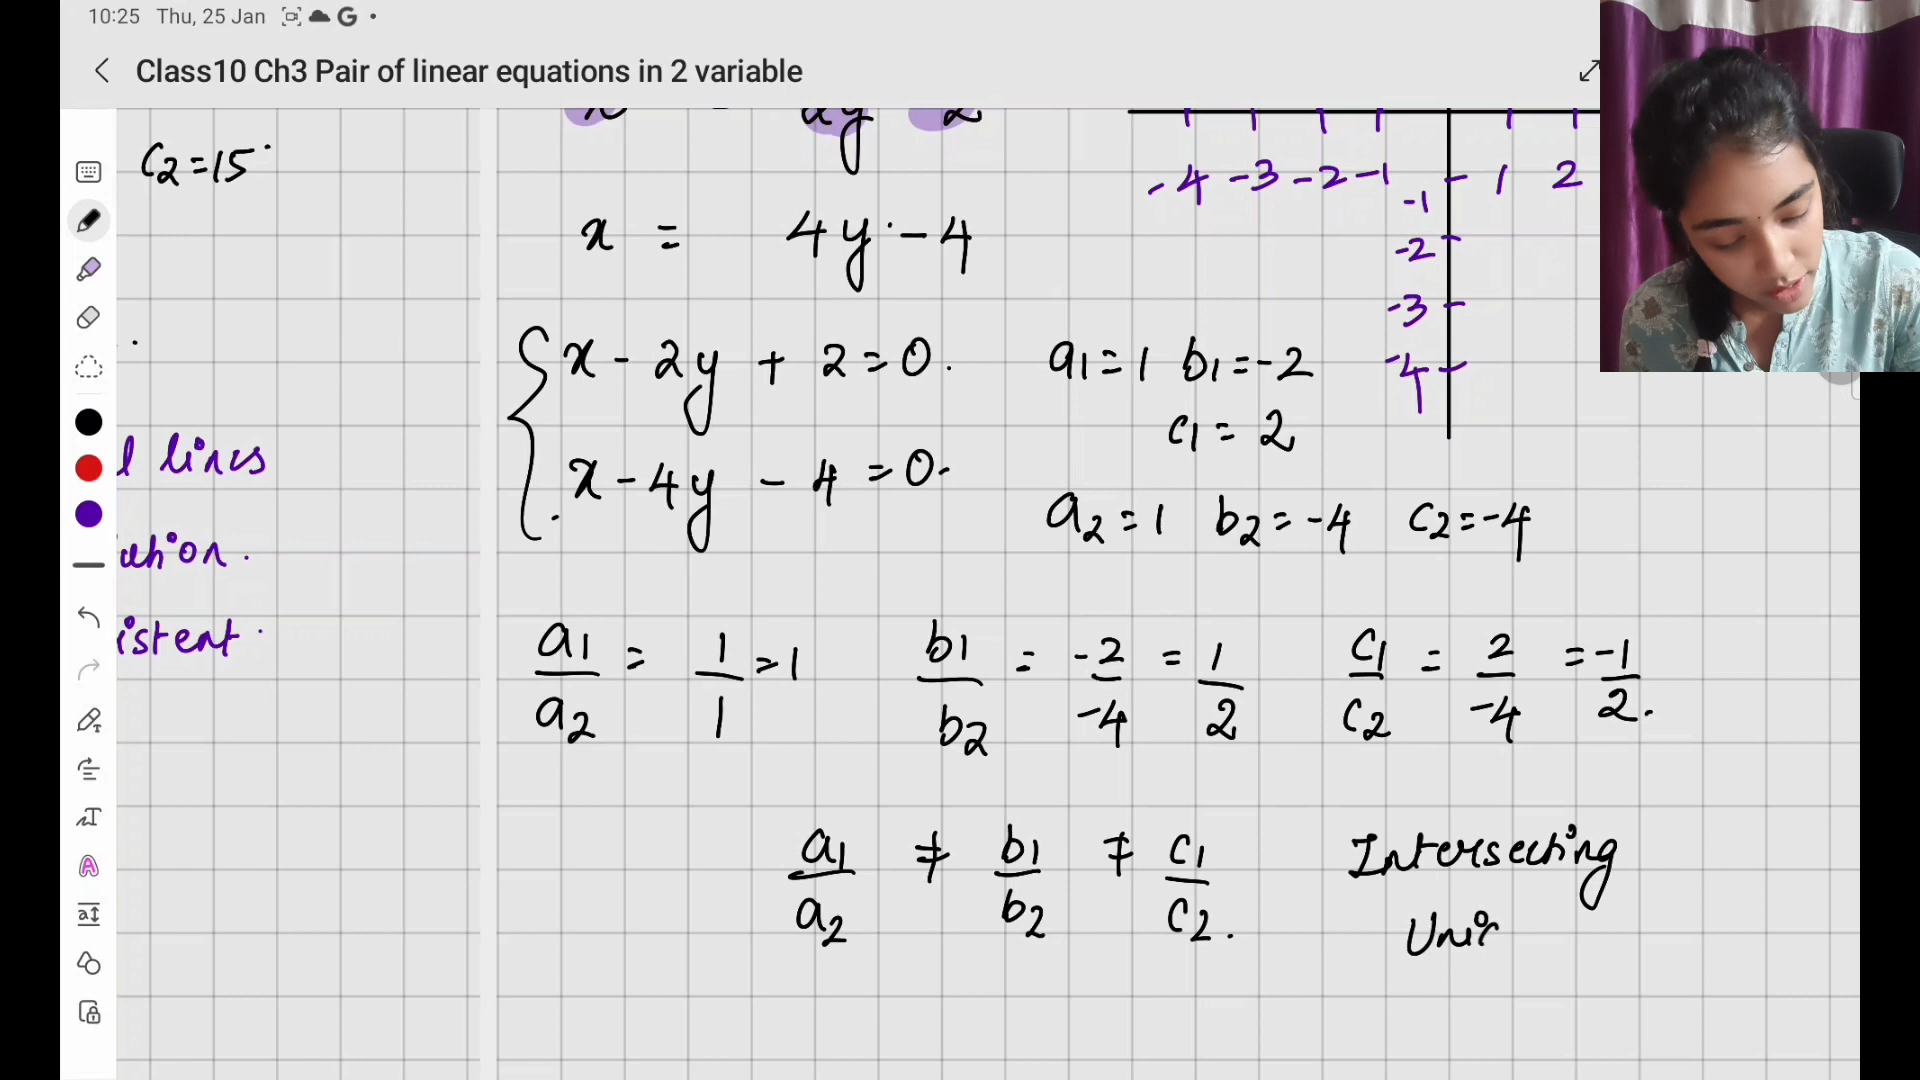 10:25 Thu, 25 Jan
Class10 Ch3 Pair of linear equations in 2 variable
C2 = 15
l lines
istent.
2y 2
x = 4y - 4
x - 2y + 2 = 0.
x - 4y - 4 = 0.
-4 -3 -2 -1 1 2
-1
-2
-3
-4
a1 = 1 b1 = -2
c1 = 2
a2 = 1 b2 = -4 c2 = -4
a1/a2 = 1/1 = 1 b1/b2 = -2/-4 = 1/2 c1/c2 = 2/-4 = -1/2.
a1/a2 ≠ b1/b2 ≠ c1/c2. Intersecting
Uni